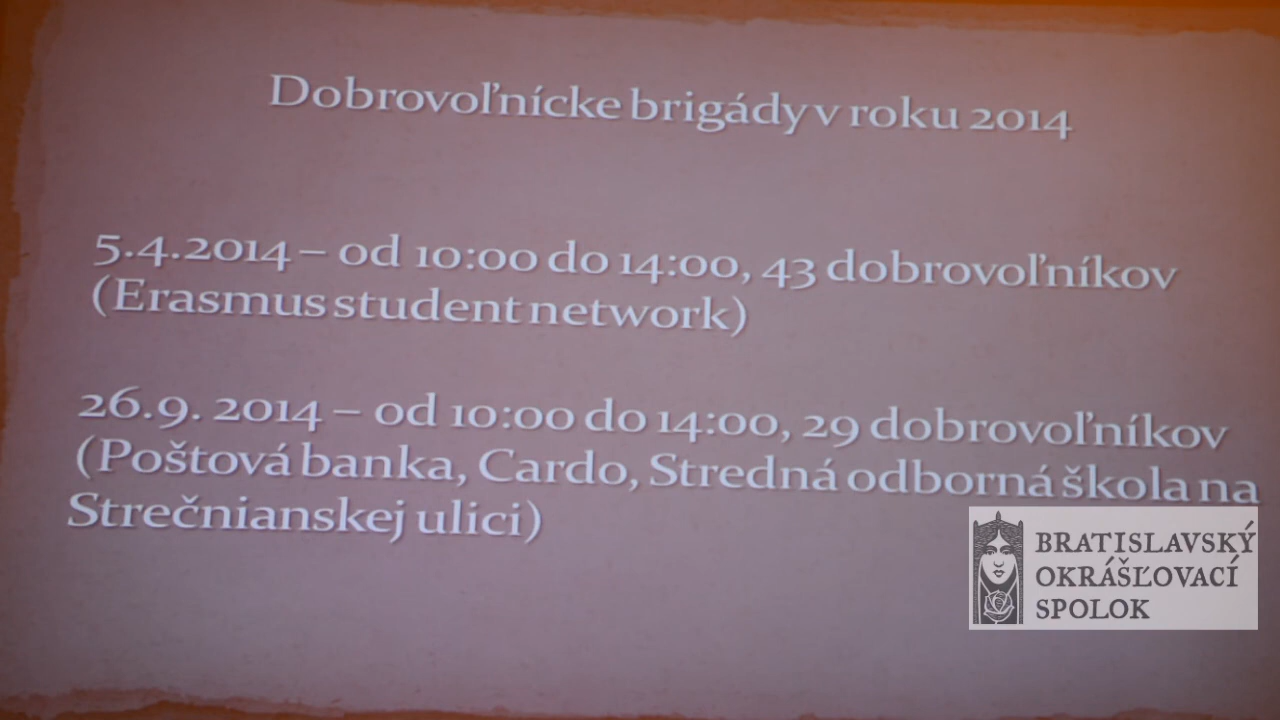 Dobrovoľnícke brigády v roku 2014
5.4.2014 – od 10:00 do 14:00, 43 dobrovoľníkov
(Erasmus student network)
26.9. 2014 – od 10:00 do 14:00, 29 dobrovoľníkov
(Poštová banka, Cardo, Stredná odborná škola na
Strečnianskej ulici)
BRATISLAVSKÝ
OKRÁŠĽOVACÍ
SPOLOK